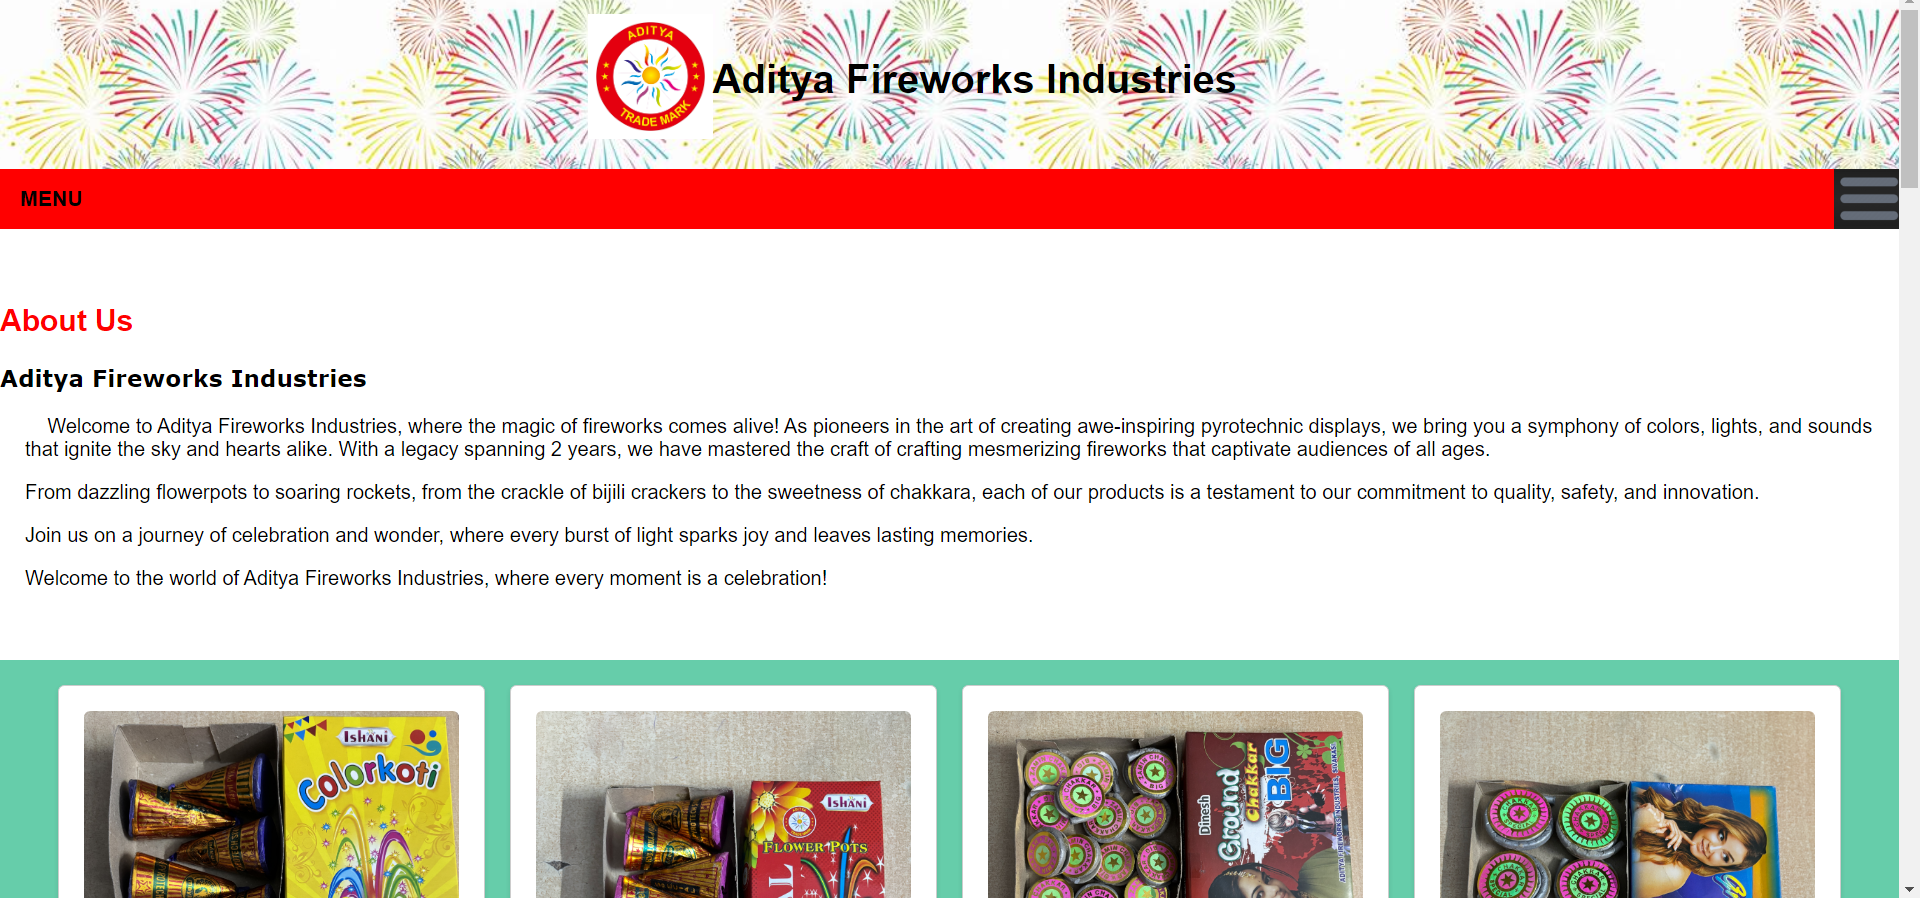 ADITYA
TRADE MARK
Aditya Fireworks Industries
MENU
About Us
Aditya Fireworks Industries
Welcome to Aditya Fireworks Industries, where the magic of fireworks comes alive! As pioneers in the art of creating awe-inspiring pyrotechnic displays, we bring you a symphony of colors, lights, and sounds
that ignite the sky and hearts alike. With a legacy spanning 2 years, we have mastered the craft of crafting mesmerizing fireworks that captivate audiences of all ages.
From dazzling flowerpots to soaring rockets, from the crackle of bijili crackers to the sweetness of chakkara, each of our products is a testament to our commitment to quality, safety, and innovation.
Join us on a journey of celebration and wonder, where every burst of light sparks joy and leaves lasting memories.
Welcome to the world of Aditya Fireworks Industries, where every moment is a celebration!
Ishani
Colorkoti
Ishani
FLOWER POTS
Dinesh
Ground
Chakkar
BIG
CHAKKAR
BIG
CHAKKAR
SPECIAL